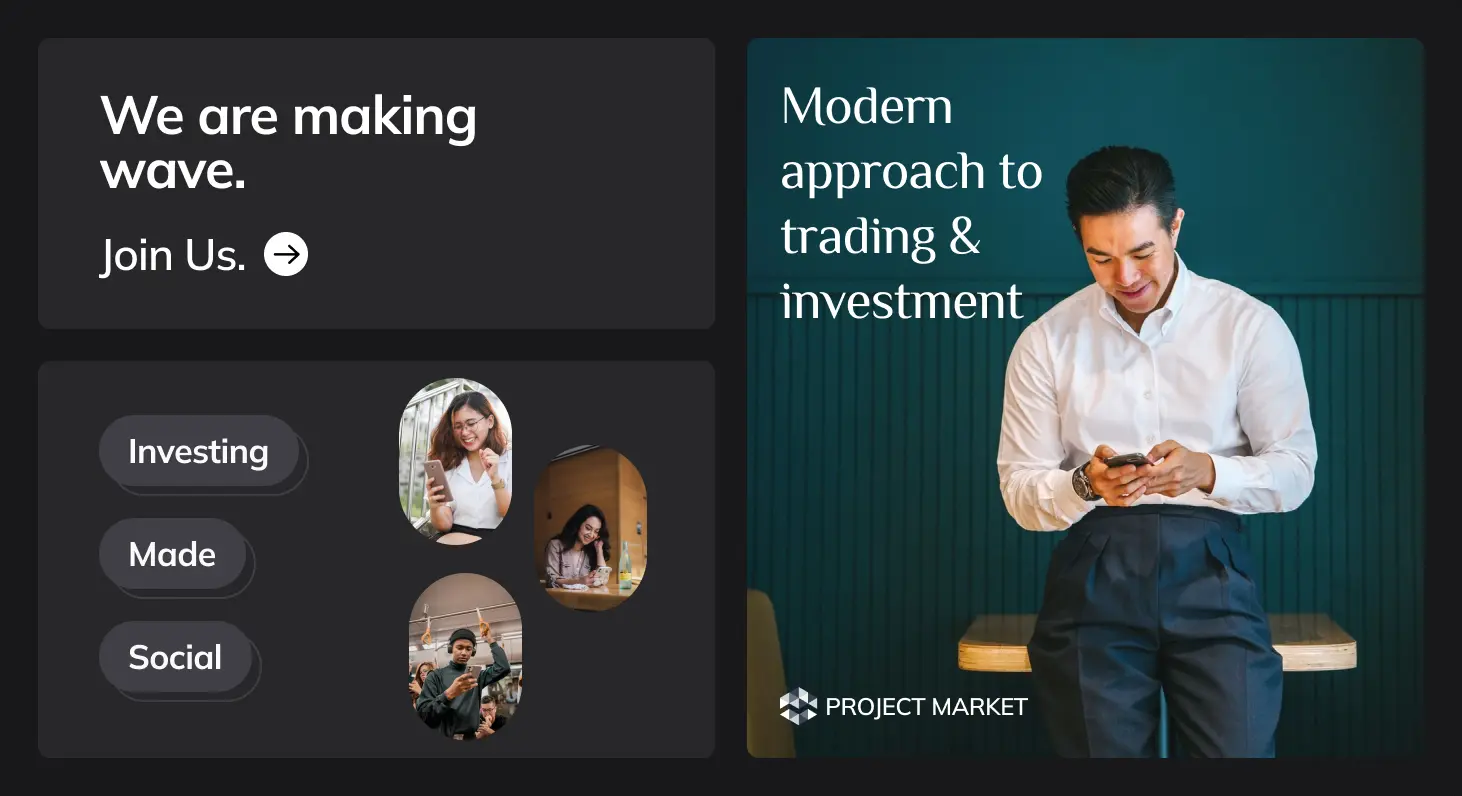 We are making
wave.
Join Us.
Investing
Made
Social
Modern
approach to
trading &
investment
PROJECT MARKET